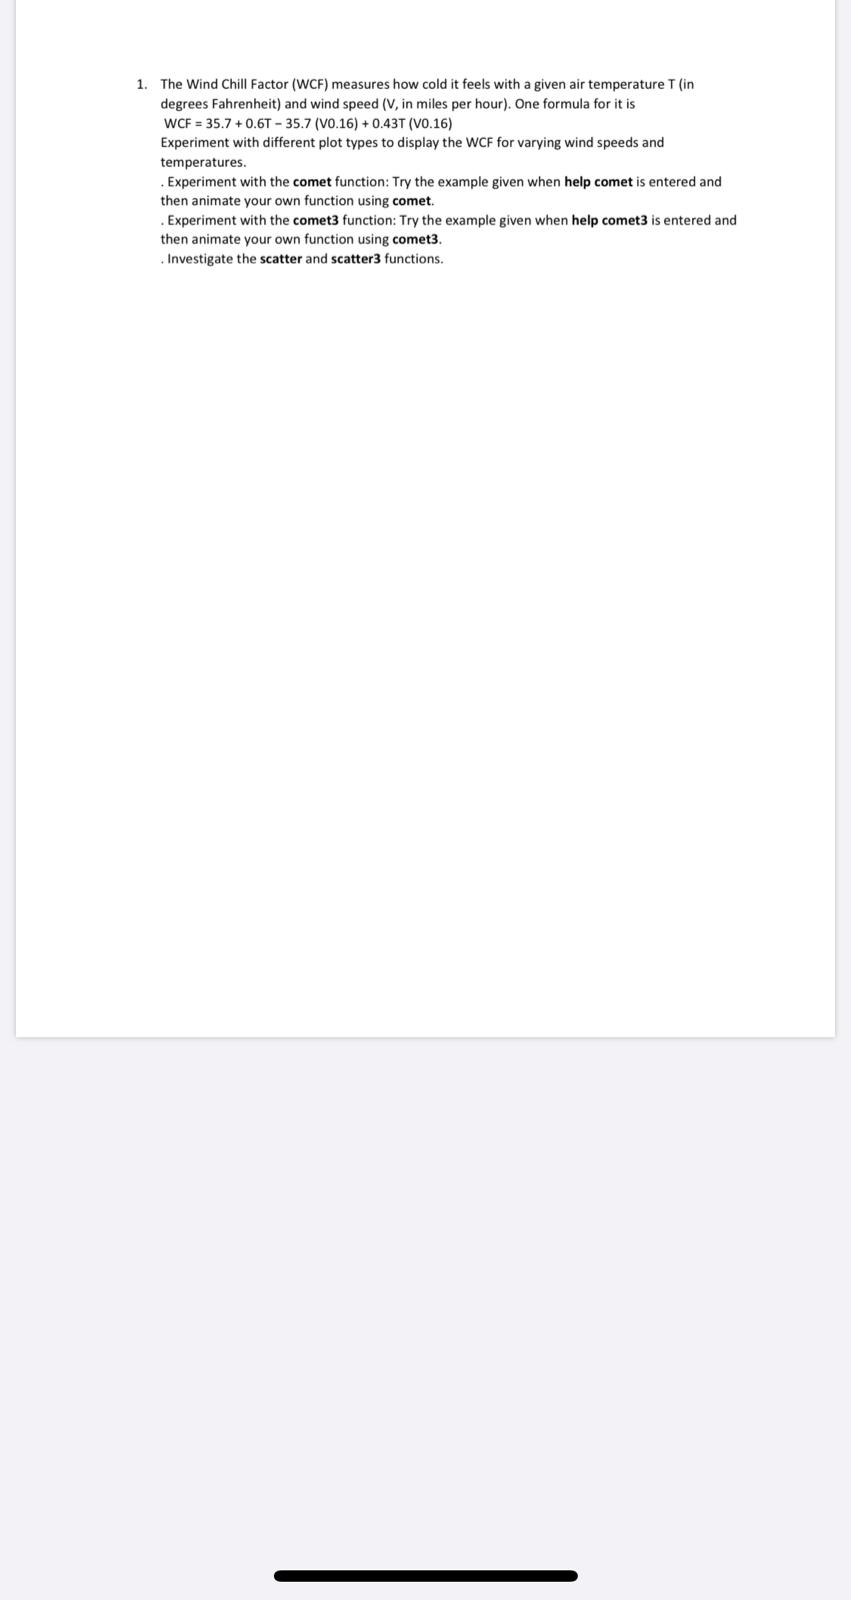 1. The Wind Chill Factor (WCF) measures how cold it feels with a given air temperature T (in
degrees Fahrenheit) and wind speed (V, in miles per hour). One formula for it is
WCF = 35.7 + 0.6T – 35.7 (V0.16) + 0.43T (V0.16)
Experiment with different plot types to display the WCF for varying wind speeds and
temperatures.
. Experiment with the comet function: Try the example given when help comet is entered and
then animate your own function using comet.
. Experiment with the comet3 function: Try the example given when help comet3 is entered and
then animate your own function using comet3.
. Investigate the scatter and scatter3 functions.